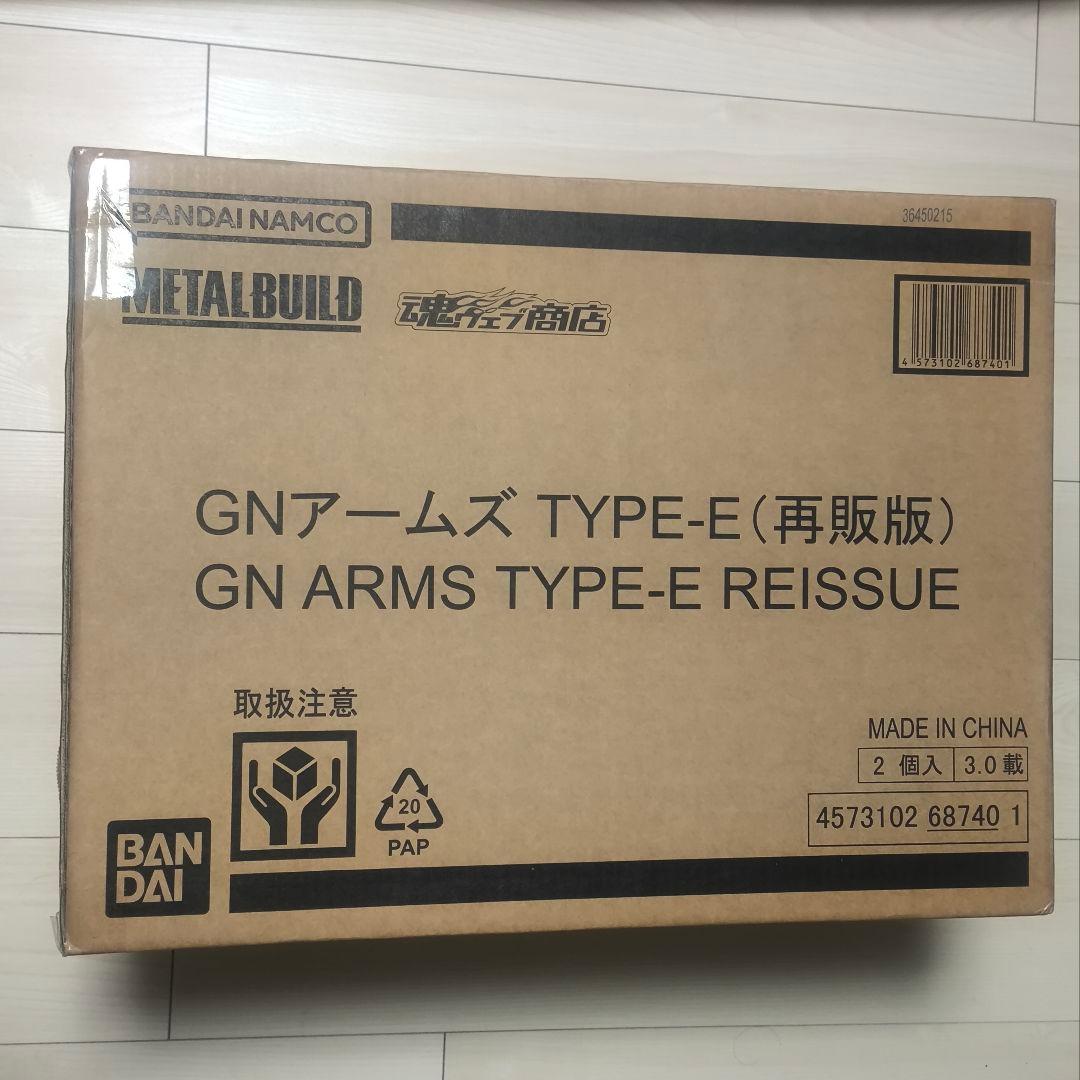 BANDAI NAMCO
36450215
METAL BUILD
魂ウェブ商店
4 573102 687401
GNアームズ TYPE-E(再販版)
GN ARMS TYPE-E REISSUE
取扱注意
MADE IN CHINA
2 個入 3.0 載
20
PAP
4573102 68740 1
BAN
DAI